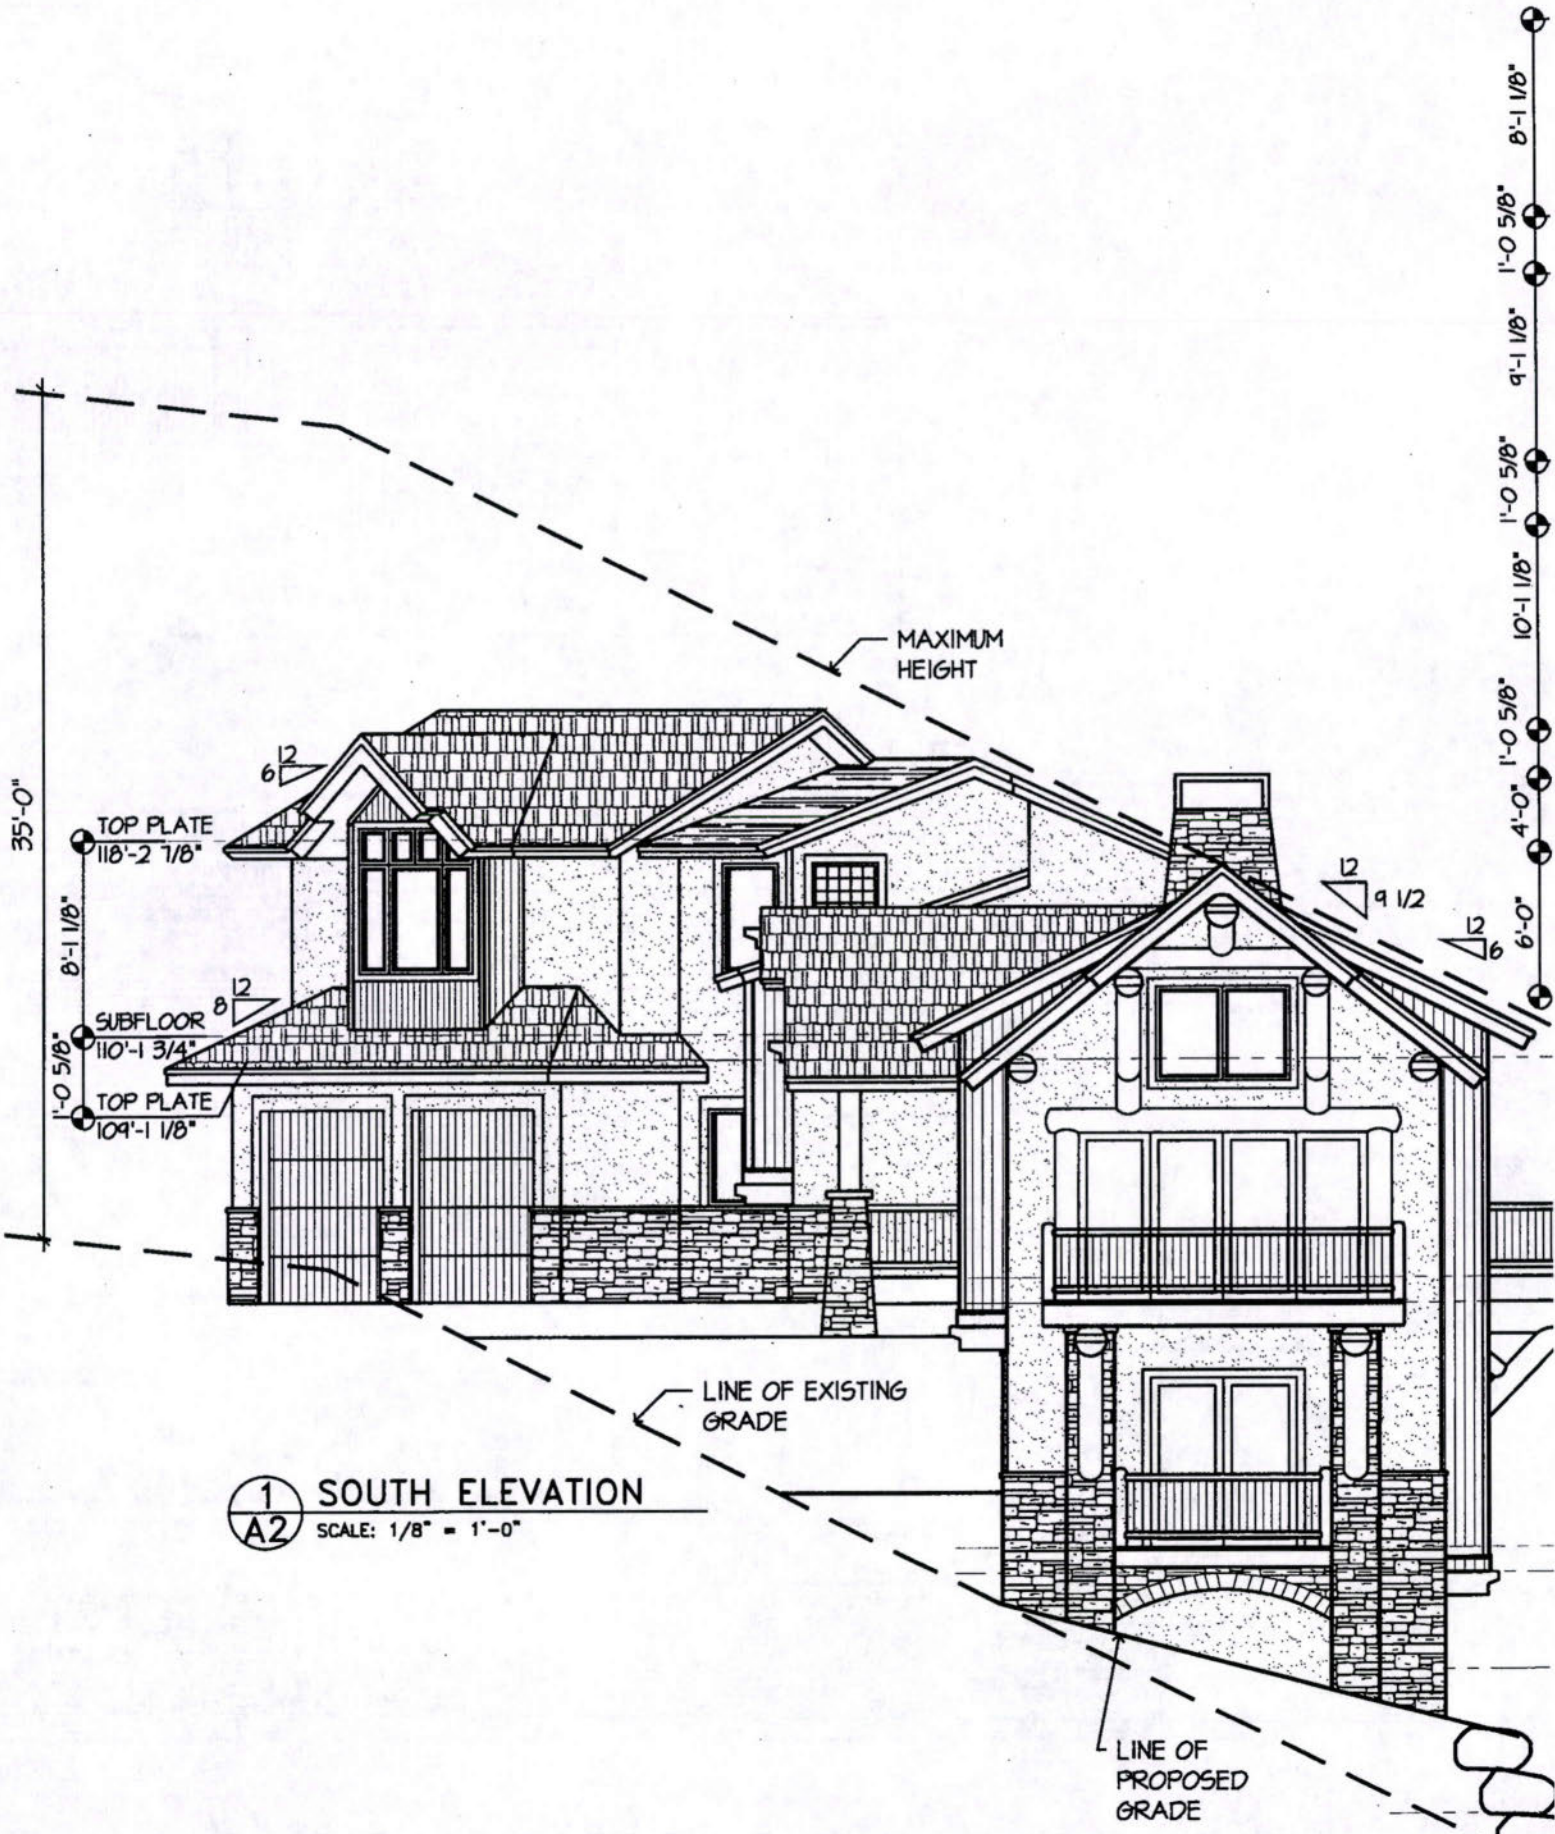 8'-1 1/8"
1'-0 5/8"
9'-1 1/8"
1'-0 5/8"
10'-1 1/8"
1'-0 5/8"
4'-0"
6'-0"
MAXIMUM
HEIGHT
35'-0"
12
6
TOP PLATE
118'-2 7/8"
8'-1 1/8"
12
8
SUBFLOOR
110'-1 3/4"
1'-0 5/8"
TOP PLATE
109'-1 1/8"
12
9 1/2
12
6
LINE OF EXISTING
GRADE
1
A2
SOUTH ELEVATION
SCALE: 1/8" = 1'-0"
LINE OF
PROPOSED
GRADE